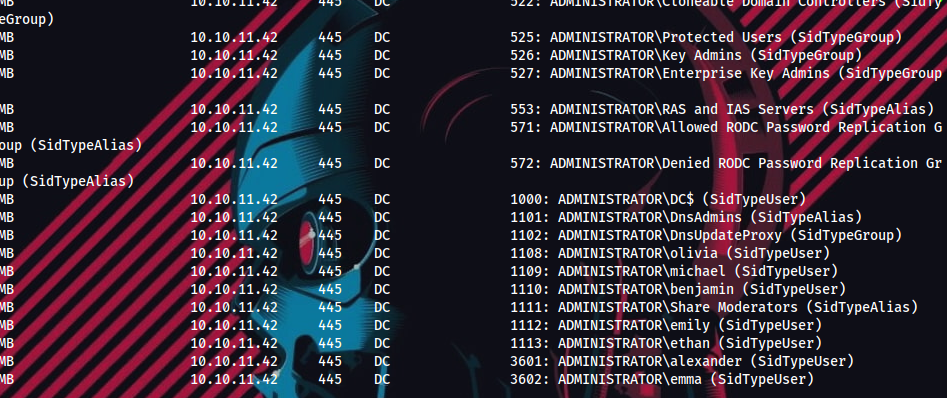 522: ADMINISTRATOR\Cloneable Domain Controllers (SidTy
eGroup)
MB 10.10.11.42 445 DC 525: ADMINISTRATOR\Protected Users (SidTypeGroup)
MB 10.10.11.42 445 DC 526: ADMINISTRATOR\Key Admins (SidTypeGroup)
MB 10.10.11.42 445 DC 527: ADMINISTRATOR\Enterprise Key Admins (SidTypeGroup
MB 10.10.11.42 445 DC 553: ADMINISTRATOR\RAS and IAS Servers (SidTypeAlias)
MB 10.10.11.42 445 DC 571: ADMINISTRATOR\Allowed RODC Password Replication G
oup (SidTypeAlias)
MB 10.10.11.42 445 DC 572: ADMINISTRATOR\Denied RODC Password Replication Gr
up (SidTypeAlias)
MB 10.10.11.42 445 DC 1000: ADMINISTRATOR\DC$ (SidTypeUser)
MB 10.10.11.42 445 DC 1101: ADMINISTRATOR\DnsAdmins (SidTypeAlias)
MB 10.10.11.42 445 DC 1102: ADMINISTRATOR\DnsUpdateProxy (SidTypeGroup)
MB 10.10.11.42 445 DC 1108: ADMINISTRATOR\olivia (SidTypeUser)
MB 10.10.11.42 445 DC 1109: ADMINISTRATOR\michael (SidTypeUser)
MB 10.10.11.42 445 DC 1110: ADMINISTRATOR\benjamin (SidTypeUser)
MB 10.10.11.42 445 DC 1111: ADMINISTRATOR\Share Moderators (SidTypeAlias)
MB 10.10.11.42 445 DC 1112: ADMINISTRATOR\emily (SidTypeUser)
MB 10.10.11.42 445 DC 1113: ADMINISTRATOR\ethan (SidTypeUser)
MB 10.10.11.42 445 DC 3601: ADMINISTRATOR\alexander (SidTypeUser)
MB 10.10.11.42 445 DC 3602: ADMINISTRATOR\emma (SidTypeUser)